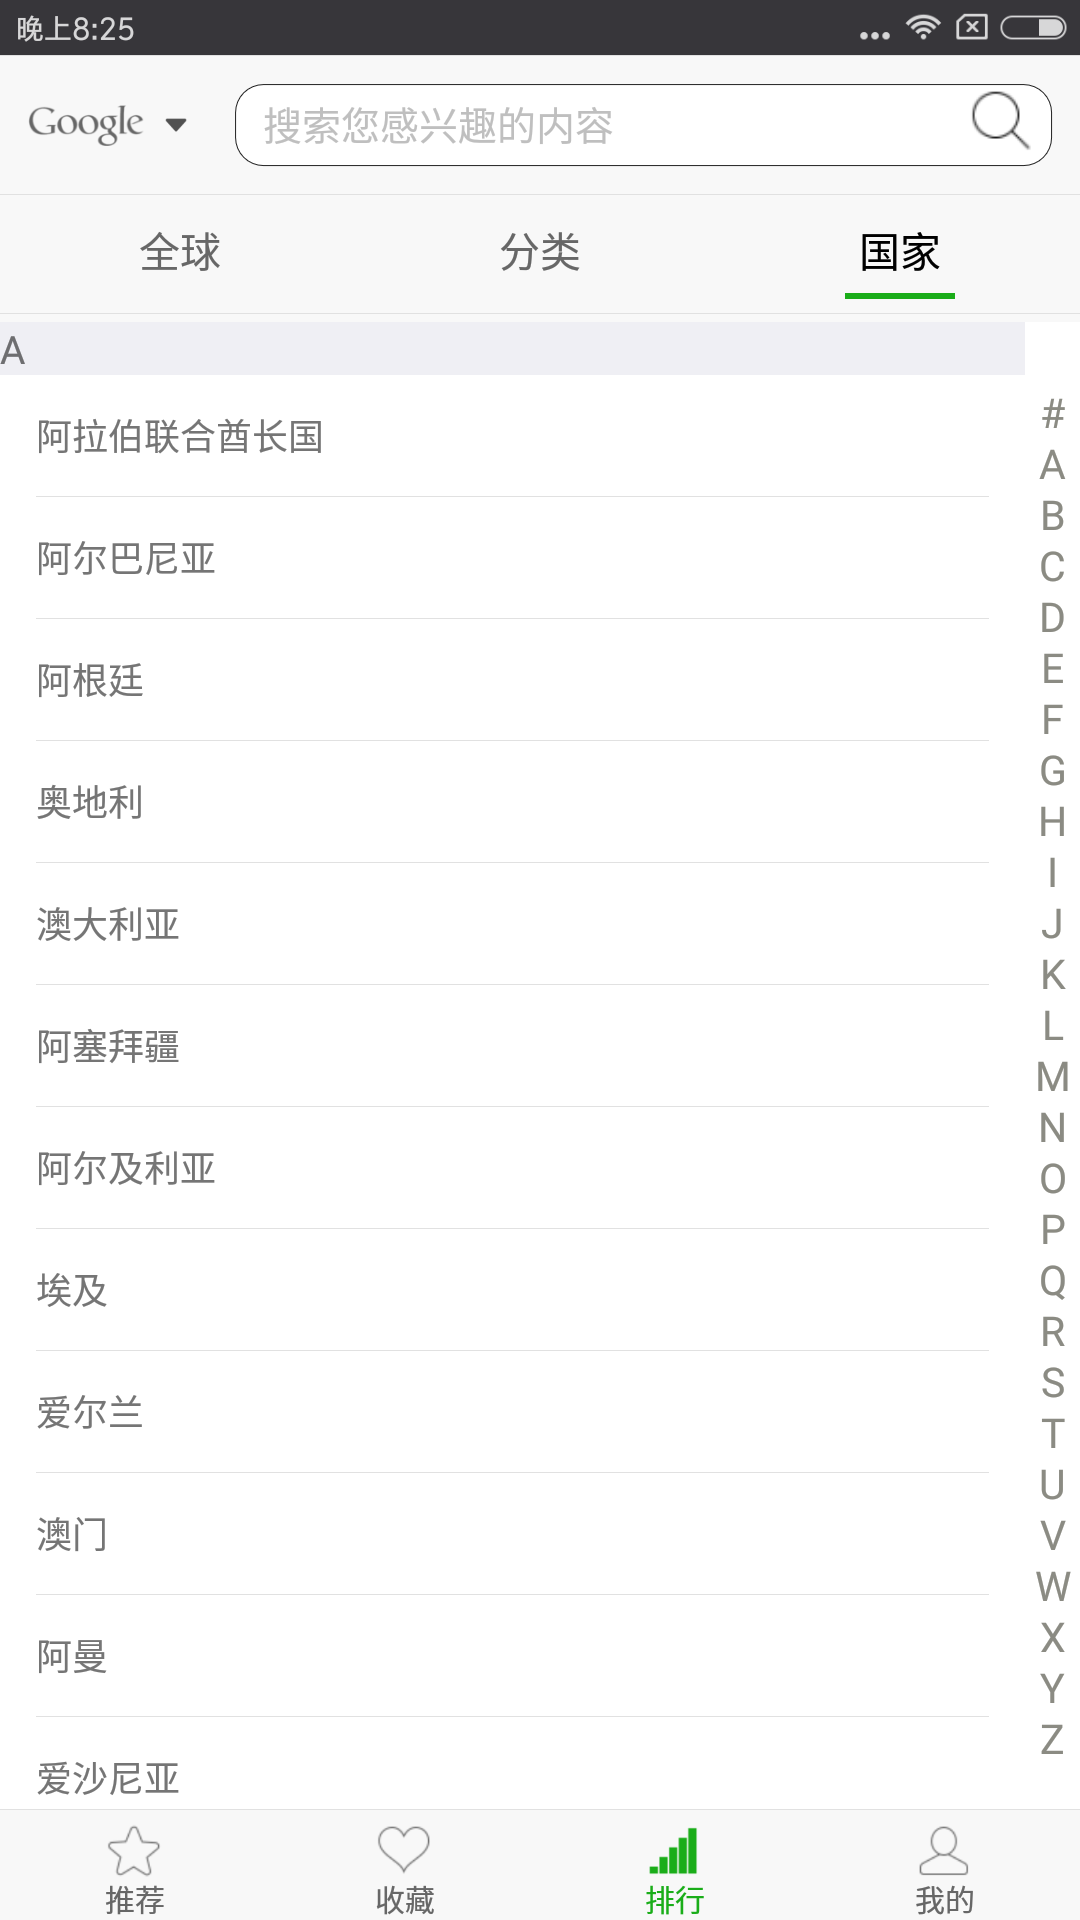 晚上8:25
Google
搜索您感兴趣的内容
全球 分类 国家
A
阿拉伯联合酋长国
阿尔巴尼亚
阿根廷
奥地利
澳大利亚
阿塞拜疆
阿尔及利亚
埃及
爱尔兰
澳门
阿曼
爱沙尼亚
#
A
B
C
D
E
F
G
H
I
J
K
L
M
N
O
P
Q
R
S
T
U
V
W
X
Y
Z
推荐 收藏 排行 我的